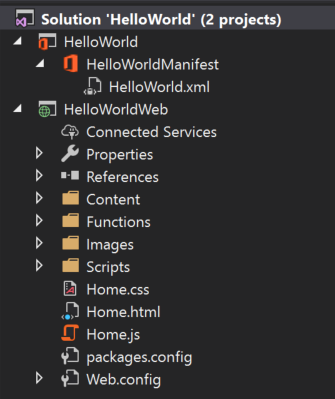 Solution 'HelloWorld' (2 projects)
HelloWorld
HelloWorldManifest
HelloWorld.xml
HelloWorldWeb
Connected Services
Properties
References
Content
Functions
Images
Scripts
Home.css
Home.html
Home.js
packages.config
Web.config